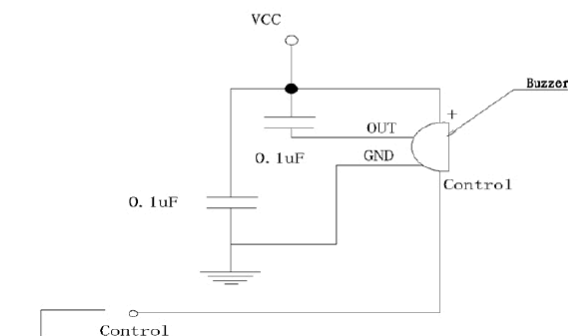 VCC
Buzzer
+
OUT
0.1uF
GND
Control
0.1uF
Control